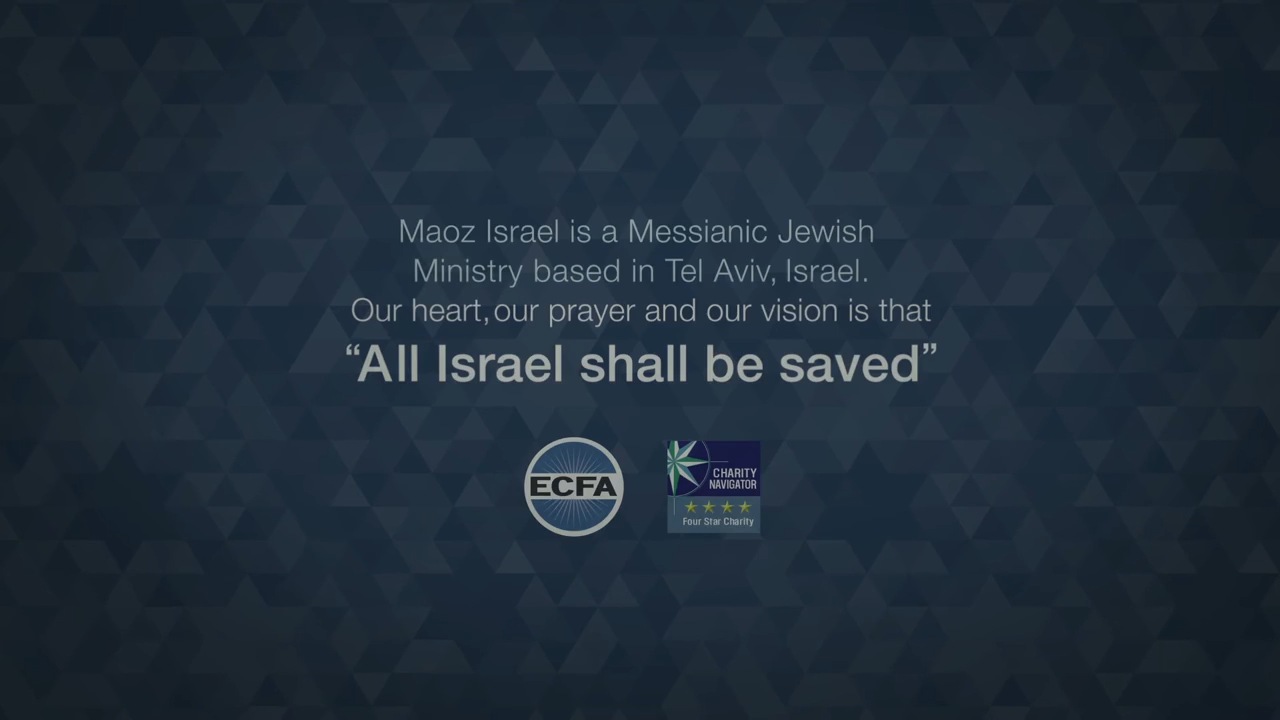 Maoz Israel is a Messianic Jewish
Ministry based in Tel Aviv, Israel.
Our heart, our prayer and our vision is that
“All Israel shall be saved”
ECFA
CHARITY
NAVIGATOR
Four Star Charity